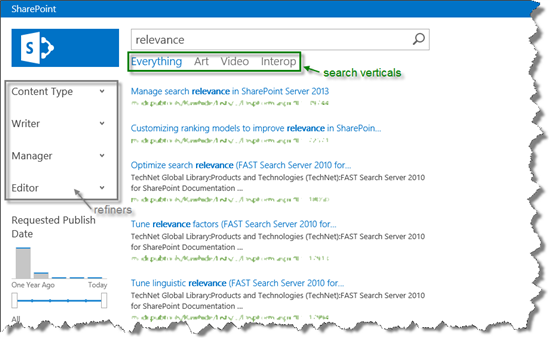 SharePoint
relevance
Everything Art Video Interop
search verticals
Content Type
Writer
Manager
Editor
refiners
Requested Publish
Date
One Year Ago Today
All
Manage search relevance in SharePoint Server 2013
Customizing ranking models to improve relevance in SharePoin...
Optimize search relevance (FAST Search Server 2010 for...
TechNet Global Library:Products and Technologies (TechNet):FAST Search Server 2010
for SharePoint Documentation ...
Tune relevance factors (FAST Search Server 2010 for...
TechNet Global Library:Products and Technologies (TechNet):FAST Search Server 2010
for SharePoint Documentation ...
Tune linguistic relevance (FAST Search Server 2010 for...
TechNet Global Library:Products and Technologies (TechNet):FAST Search Server 2010
for SharePoint Documentation ...